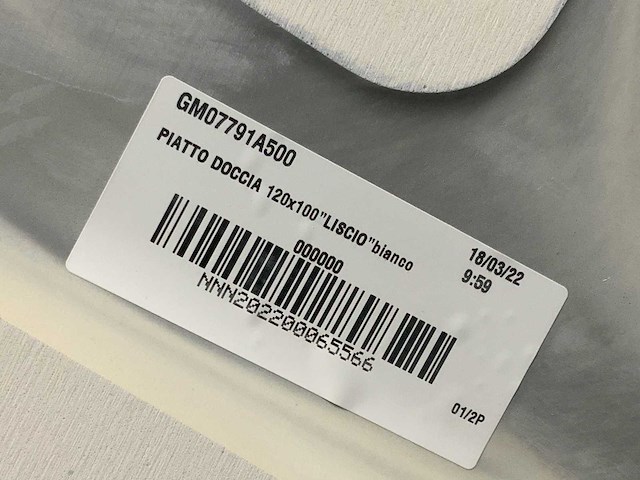 GM07791A500
PIATTO DOCCIA 120x100"LISCIO"bianco
18/03/22
9:59
000000
NNN202200065566
01/2P